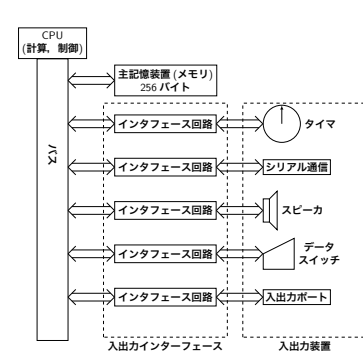 CPU
(計算，制御)
主記憶装置 (メモリ)
256 バイト
バス
インタフェース回路
タイマ
インタフェース回路
シリアル通信
インタフェース回路
スピーカ
インタフェース回路
データ
スイッチ
インタフェース回路
入出力ポート
入出力インターフェース
入出力装置